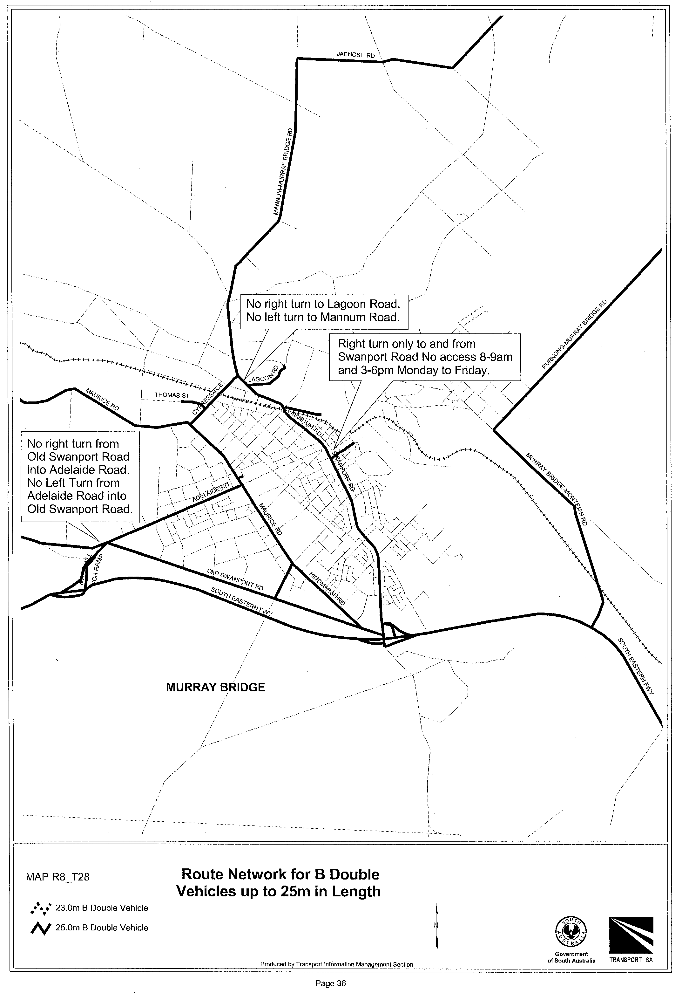 JAENCSH RD
MANNUM-MURRAY BRIDGE RD
No right turn to Lagoon Road.
No left turn to Mannum Road.
PURNONG-MURRAY BRIDGE RD
Right turn only to and from
Swanport Road No access 8-9am
and 3-6pm Monday to Friday.
LAGOON RD
MAURICE RD
THOMAS ST
CYPRESS TCE
MANNUM RD
No right turn from
Old Swanport Road
into Adelaide Road.
No Left Turn from
Adelaide Road into
Old Swanport Road.
SWANPORT RD
MURRAY BRIDGE-MONTEITH RD
ADELAIDE RD
MAURICE RD
RAMP
OLD SWANPORT RD
HINDMARSH RD
SOUTH EASTERN FWY
SOUTH EASTERN FWY
MURRAY BRIDGE
MAP R8_T28
Route Network for B Double
Vehicles up to 25m in Length
23.0m B Double Vehicle
25.0m B Double Vehicle
N
SOUTH AUSTRALIA
Government
of South Australia
TRANSPORT SA
Produced by Transport Information Management Section
Page 36